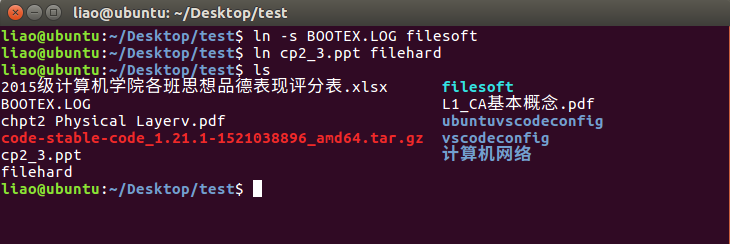 liao@ubuntu: ~/Desktop/test
liao@ubuntu:~/Desktop/test$ ln -s BOOTEX.LOG filesoft
liao@ubuntu:~/Desktop/test$ ln cp2_3.ppt filehard
liao@ubuntu:~/Desktop/test$ ls
2015级计算机学院各班思想品德表现评分表.xlsx filesoft
BOOTEX.LOG L1_CA基本概念.pdf
chpt2 Physical Layerv.pdf ubuntuvscodeconfig
code-stable-code_1.21.1-1521038896_amd64.tar.gz vscodeconfig
cp2_3.ppt 计算机网络
filehard
liao@ubuntu:~/Desktop/test$